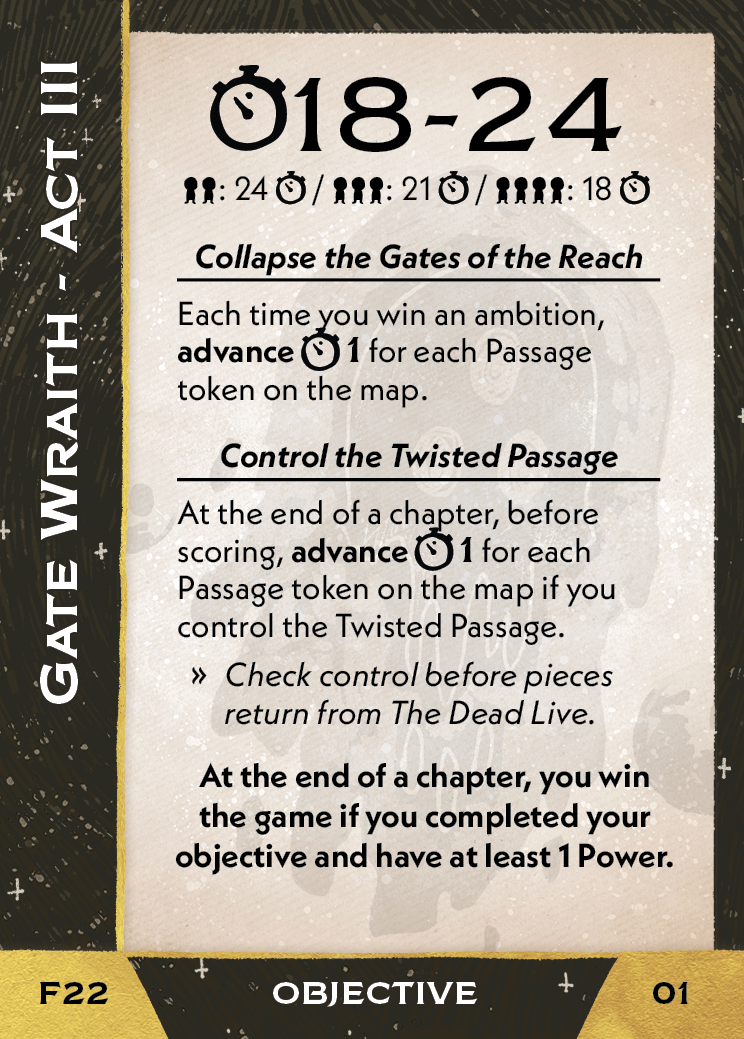 GATE WRAITH - ACT III
18-24
: 24 / : 21 / : 18
Collapse the Gates of the Reach
Each time you win an ambition,
advance 1 for each Passage
token on the map.
Control the Twisted Passage
At the end of a chapter, before
scoring, advance 1 for each
Passage token on the map if you
control the Twisted Passage.
» Check control before pieces
return from The Dead Live.
At the end of a chapter, you win
the game if you completed your
objective and have at least 1 Power.
F22
OBJECTIVE
01